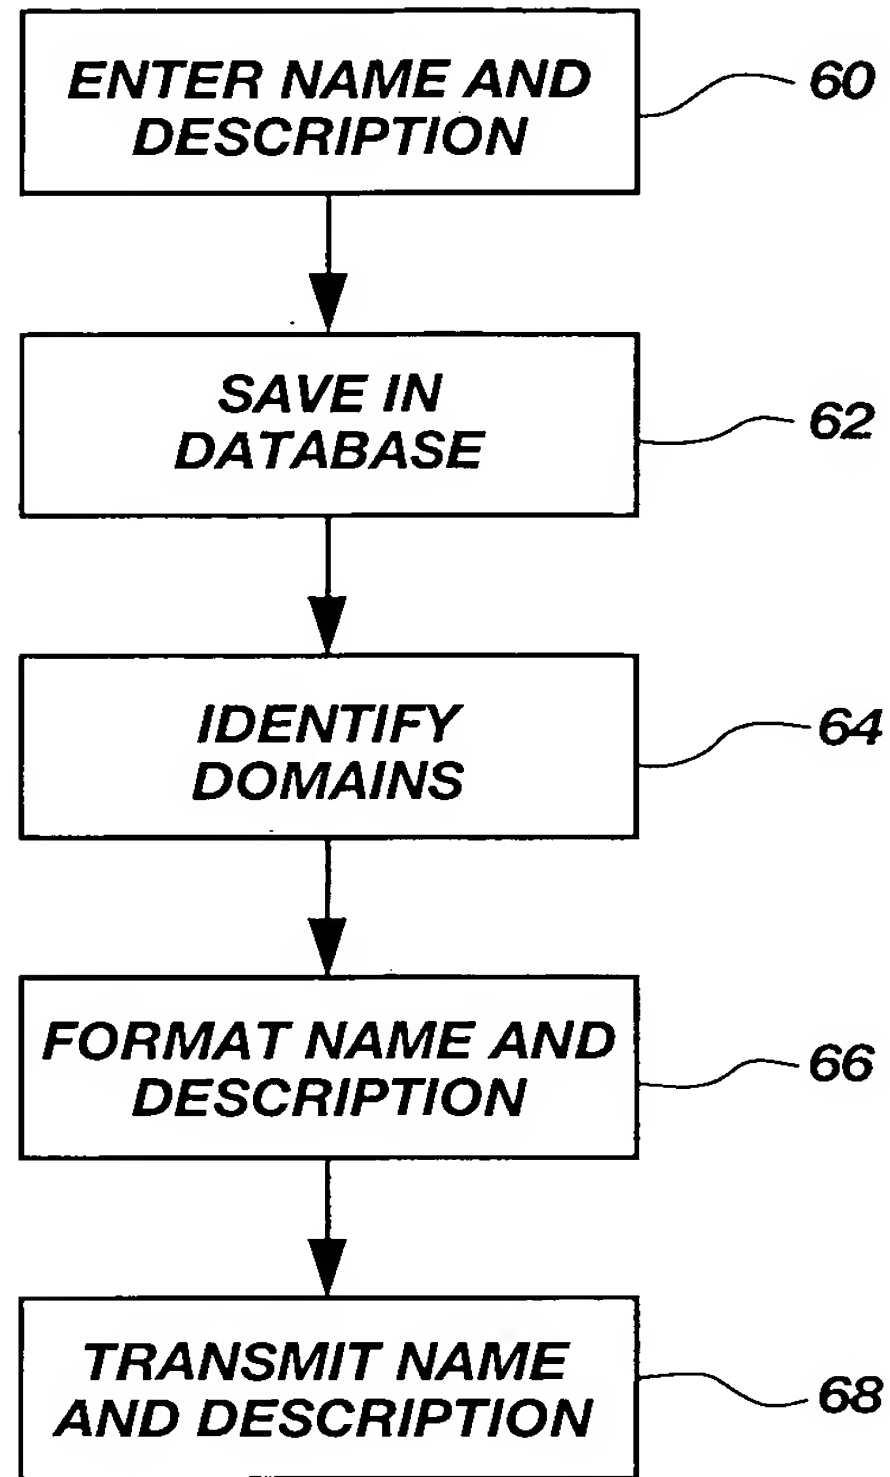 ENTER NAME AND
DESCRIPTION
60
SAVE IN
DATABASE
62
IDENTIFY
DOMAINS
64
FORMAT NAME AND
DESCRIPTION
66
TRANSMIT NAME
AND DESCRIPTION
68